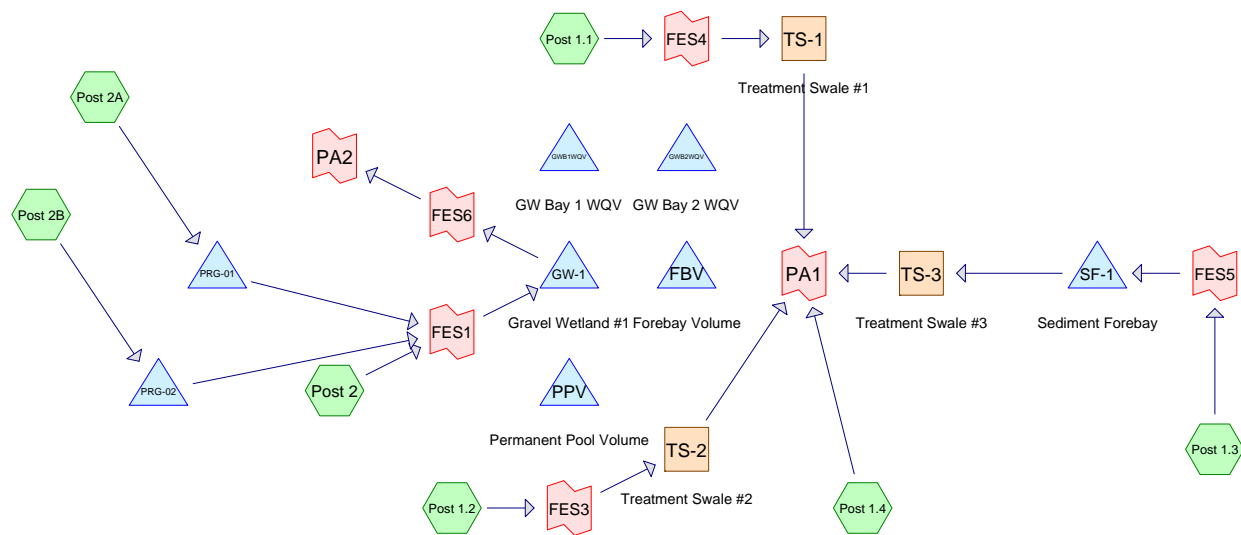 Post 1.1
FES4
TS-1
Treatment Swale #1
Post 2A
PA2
GWB1WQV
GWB2WQV
GW Bay 1 WQV
GW Bay 2 WQV
Post 2B
FES6
PRG-01
GW-1
FBV
PA1
TS-3
SF-1
FES5
Gravel Wetland #1
Forebay Volume
Treatment Swale #3
Sediment Forebay
FES1
PRG-02
Post 2
PPV
Permanent Pool Volume
TS-2
Post 1.3
Treatment Swale #2
Post 1.2
FES3
Post 1.4